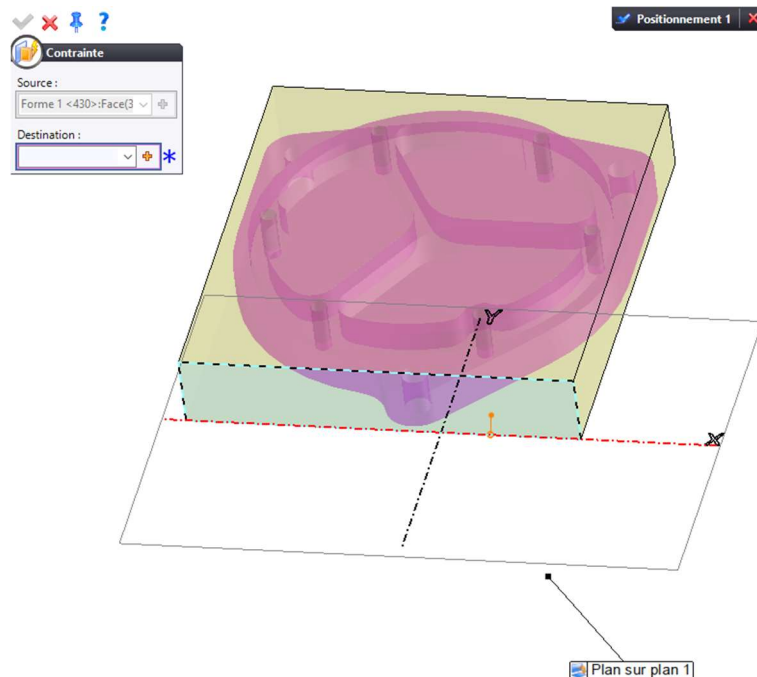 ?
Positionnement 1
Contrainte
Source :
Forme 1 <430>:Face(3
Destination :
Y
X
Plan sur plan 1